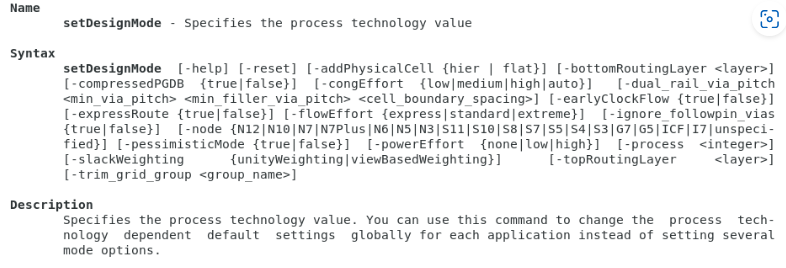 Name
setDesignMode - Specifies the process technology value
Syntax
setDesignMode [-help] [-reset] [-addPhysicalCell {hier | flat}] [-bottomRoutingLayer <layer>]
[-compressedPGDB {true|false}] [-congEffort {low|medium|high|auto}] [-dual_rail_via_pitch
<min_via_pitch> <min_filler_via_pitch> <cell_boundary_spacing>] [-earlyClockFlow {true|false}]
[-expressRoute {true|false}] [-flowEffort {express|standard|extreme}] [-ignore_followpin_vias
{true|false}] [-node {N12|N10|N7|N7Plus|N6|N5|N3|S11|S10|S8|S7|S5|S4|S3|G7|G5|ICF|I7|unspeci-
fied}] [-pessimisticMode {true|false}] [-powerEffort {none|low|high}] [-process <integer>]
[-slackWeighting {unityWeighting|viewBasedWeighting}] [-topRoutingLayer <layer>]
[-trim_grid_group <group_name>]
Description
Specifies the process technology value. You can use this command to change the process tech-
nology dependent default settings globally for each application instead of setting several
mode options.